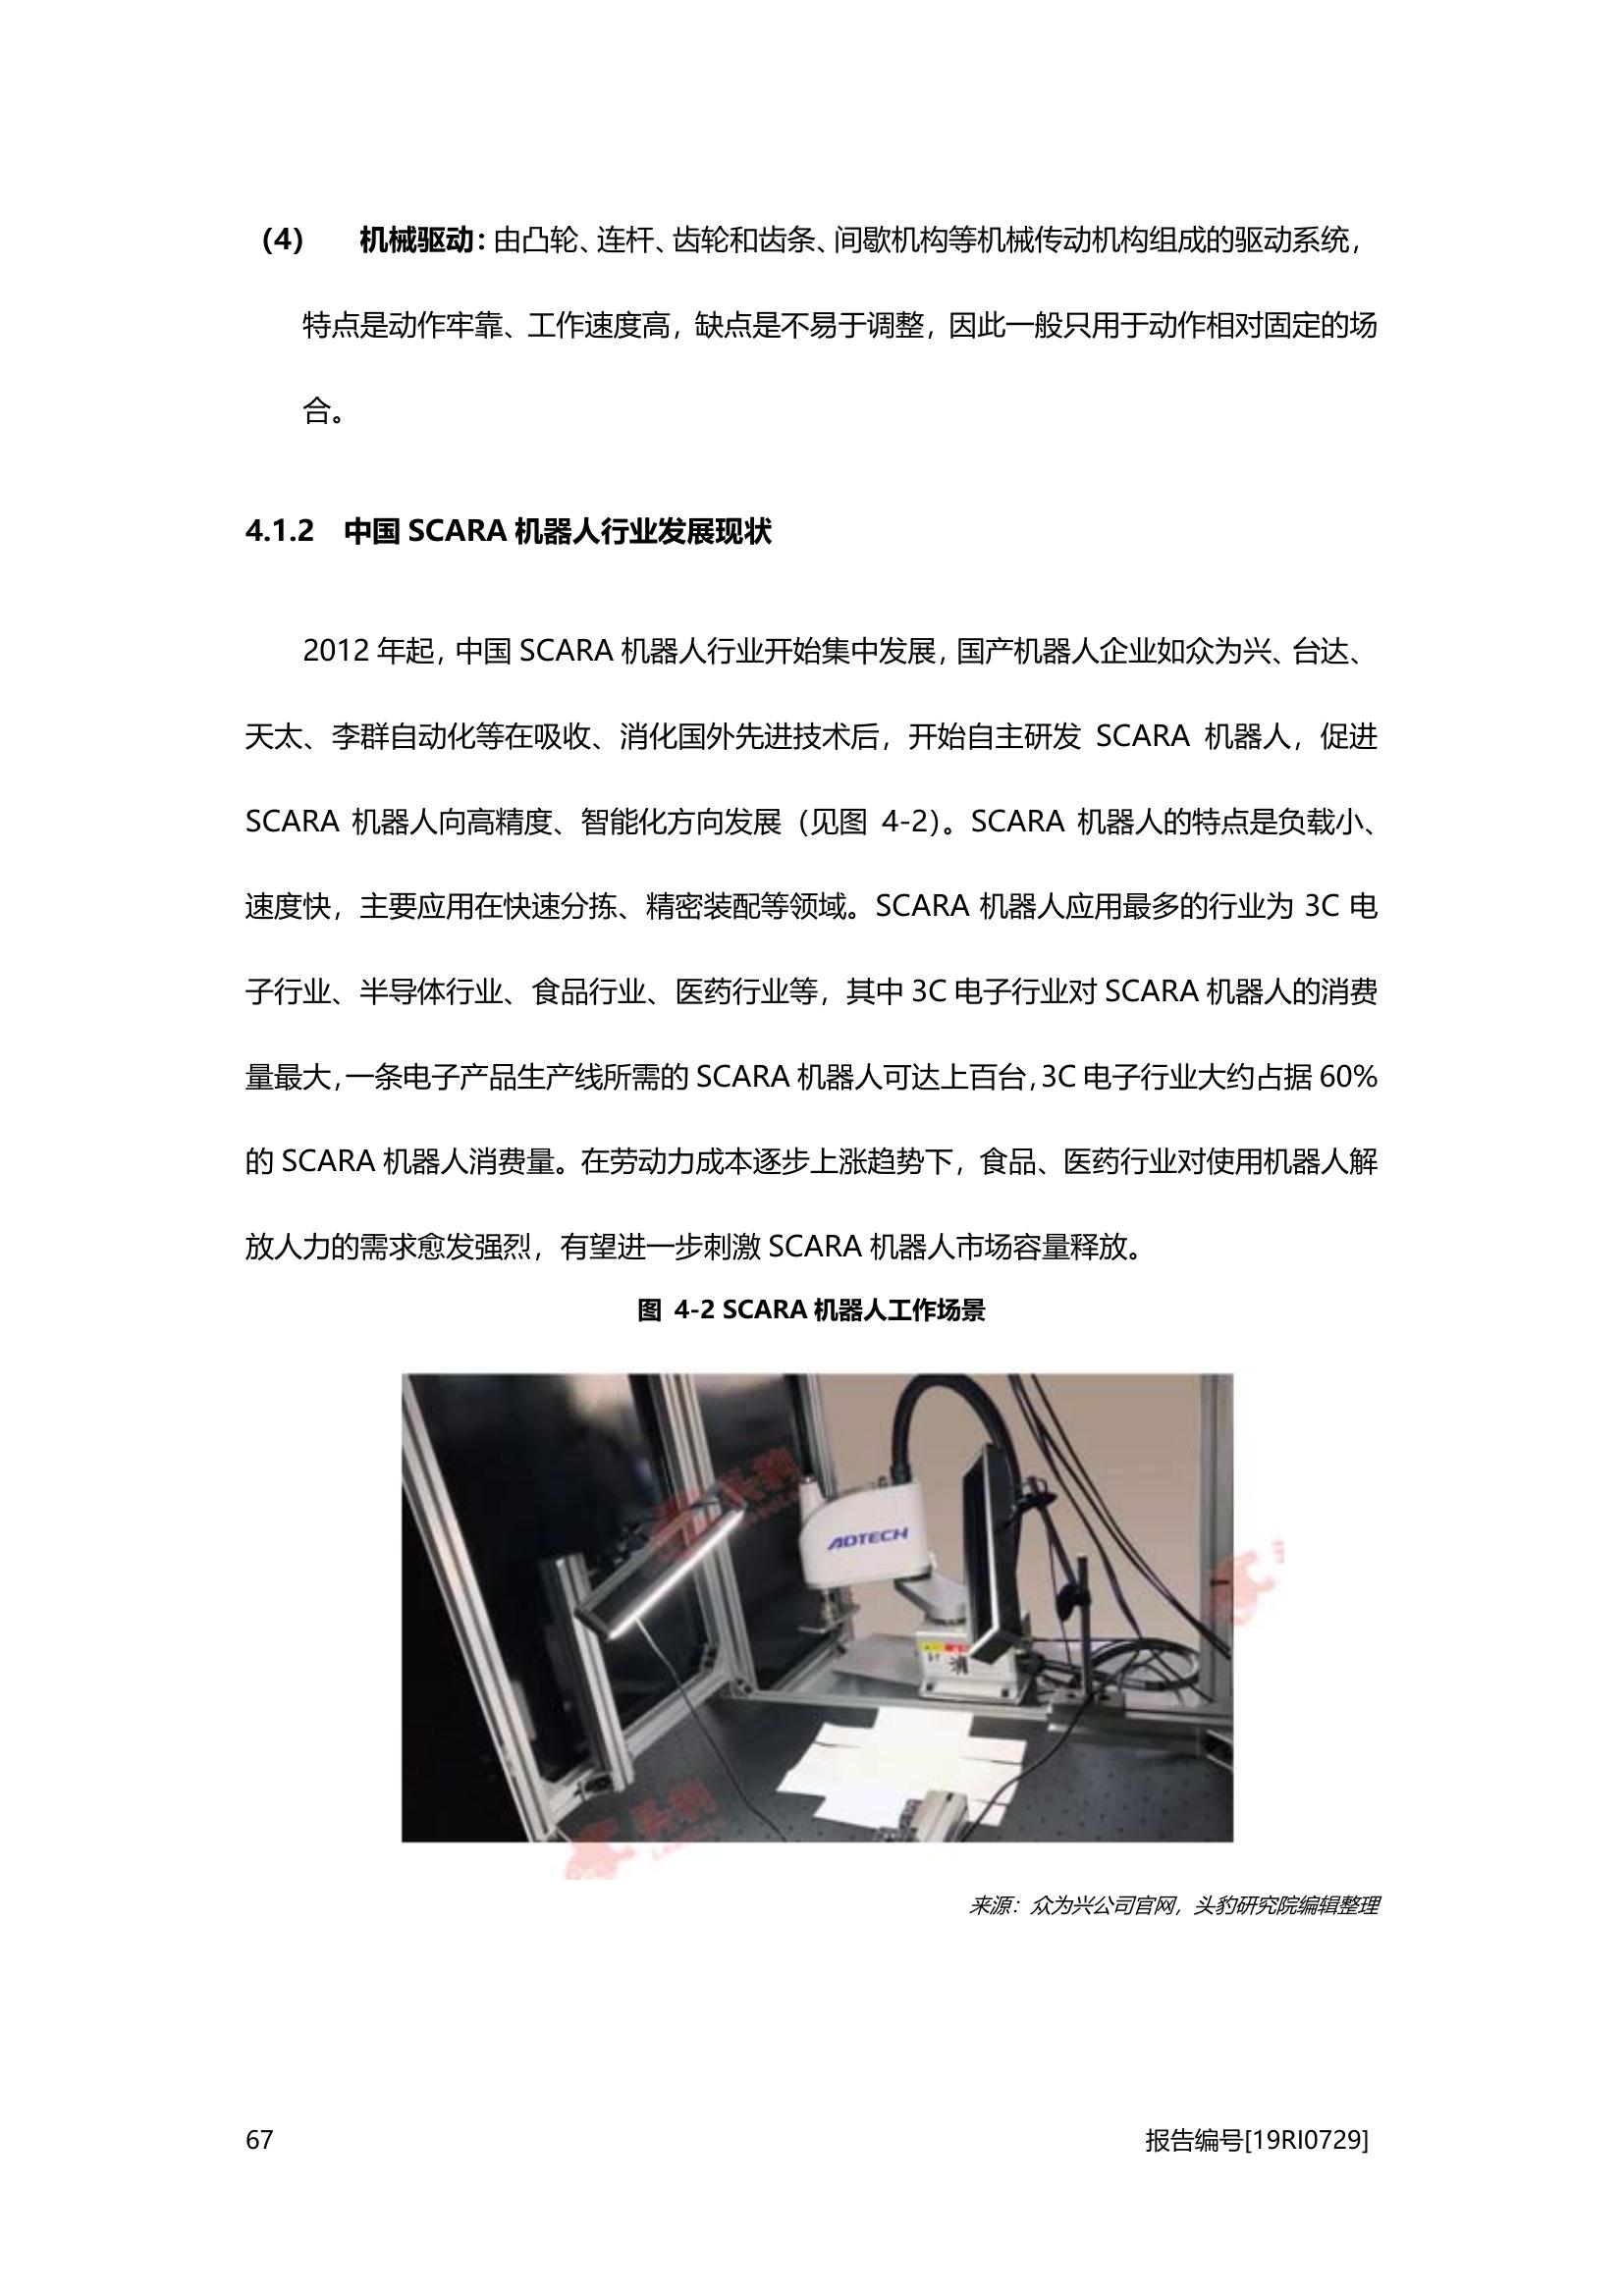 (4) 机械驱动：由凸轮、连杆、齿轮和齿条、间歇机构等机械传动机构组成的驱动系统，
特点是动作牢靠、工作速度高，缺点是不易于调整，因此一般只用于动作相对固定的场
合。
4.1.2 中国 SCARA 机器人行业发展现状
2012 年起，中国 SCARA 机器人行业开始集中发展，国产机器人企业如众为兴、台达、
天太、李群自动化等在吸收、消化国外先进技术后，开始自主研发 SCARA 机器人，促进
SCARA 机器人向高精度、智能化方向发展（见图 4-2）。SCARA 机器人的特点是负载小、
速度快，主要应用在快速分拣、精密装配等领域。SCARA 机器人应用最多的行业为 3C 电
子行业、半导体行业、食品行业、医药行业等，其中 3C 电子行业对 SCARA 机器人的消费
量最大，一条电子产品生产线所需的 SCARA 机器人可达上百台，3C 电子行业大约占据 60%
的 SCARA 机器人消费量。在劳动力成本逐步上涨趋势下，食品、医药行业对使用机器人解
放人力的需求愈发强烈，有望进一步刺激 SCARA 机器人市场容量释放。
图 4-2 SCARA 机器人工作场景
头豹
ADTECH
头豹
来源：众为兴公司官网，头豹研究院编辑整理
67 报告编号[19RI0729]